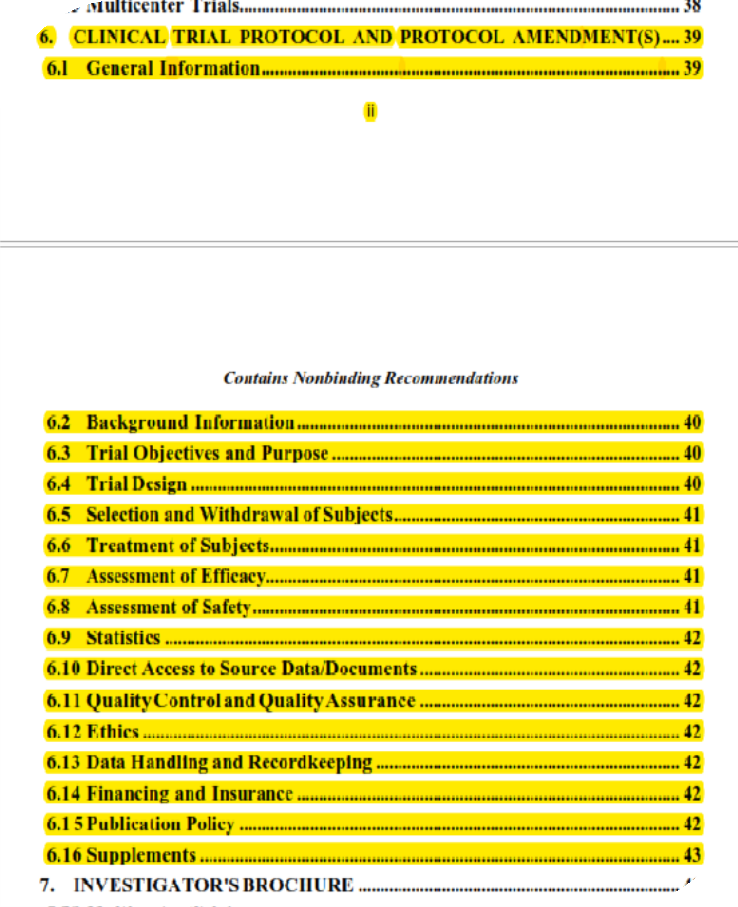 Multicenter Trials........................................................................................ 38
6. CLINICAL TRIAL PROTOCOL AND PROTOCOL AMENDMENT(S).... 39
6.1 General Information................................................................................... 39
ii
Contains Nonbinding Recommendations
6.2 Background Information............................................................................ 40
6.3 Trial Objectives and Purpose..................................................................... 40
6.4 Trial Design................................................................................................. 40
6.5 Selection and Withdrawal of Subjects....................................................... 41
6.6 Treatment of Subjects................................................................................. 41
6.7 Assessment of Efficacy................................................................................ 41
6.8 Assessment of Safety................................................................................... 41
6.9 Statistics ...................................................................................................... 42
6.10 Direct Access to Source Data/Documents................................................. 42
6.11 Quality Control and Quality Assurance ................................................... 42
6.12 Ethics .......................................................................................................... 42
6.13 Data Handling and Recordkeeping ........................................................... 42
6.14 Financing and Insurance ............................................................................ 42
6.15 Publication Policy ....................................................................................... 42
6.16 Supplements ................................................................................................ 43
7. INVESTIGATOR'S BROCHURE ..............................................................